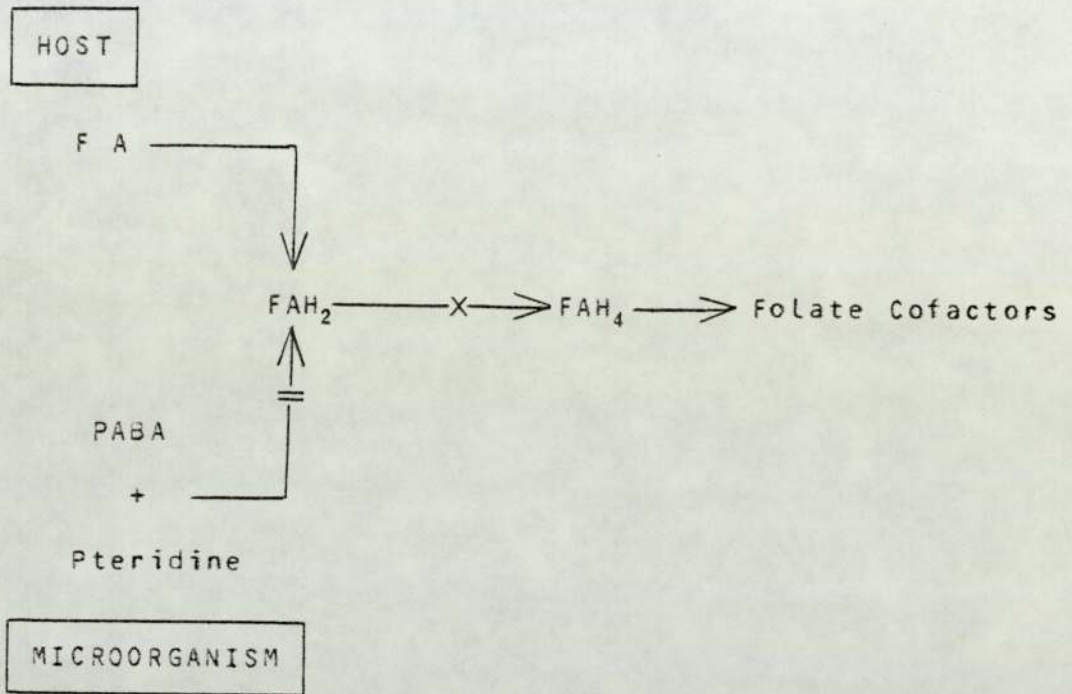 HOST
F A
FAH₂ X FAH₄ Folate Cofactors
PABA
+
Pteridine
MICROORGANISM